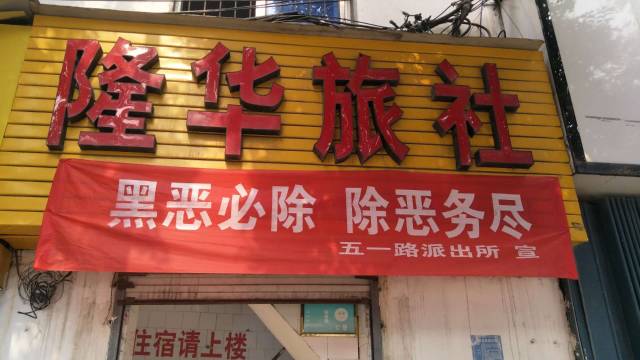 隆华旅社
黑恶必除 除恶务尽
五一路派出所 宣
住宿请上楼